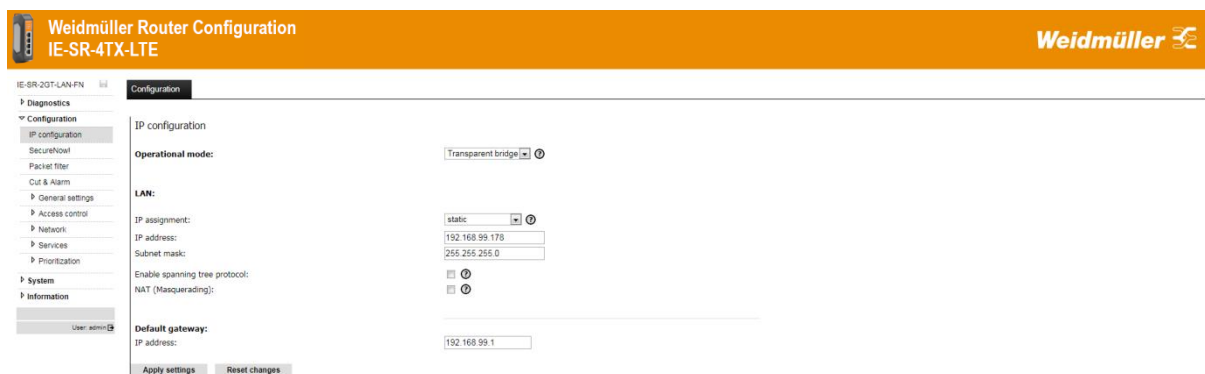 Weidmüller Router Configuration
IE-SR-4TX-LTE
Weidmüller
IE-SR-2GT-LAN-FN
Diagnostics
Configuration
IP configuration
SecureNow!
Packet filter
Cut & Alarm
General settings
Access control
Network
Services
Prioritization
System
Information
User: admin
Configuration
IP configuration
Operational mode: Transparent bridge ?
LAN:
IP assignment: static ?
IP address: 192.168.99.178
Subnet mask: 255.255.255.0
Enable spanning tree protocol: ?
NAT (Masquerading): ?
Default gateway:
IP address: 192.168.99.1
Apply settings Reset changes